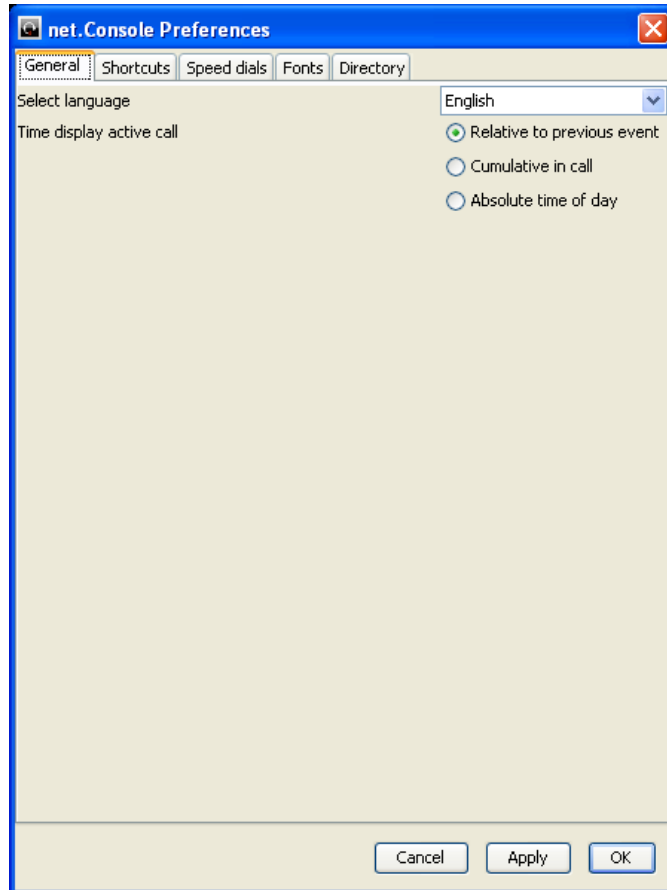 net.Console Preferences
General Shortcuts Speed dials Fonts Directory
Select language English
Time display active call Relative to previous event
Cumulative in call
Absolute time of day
Cancel Apply OK